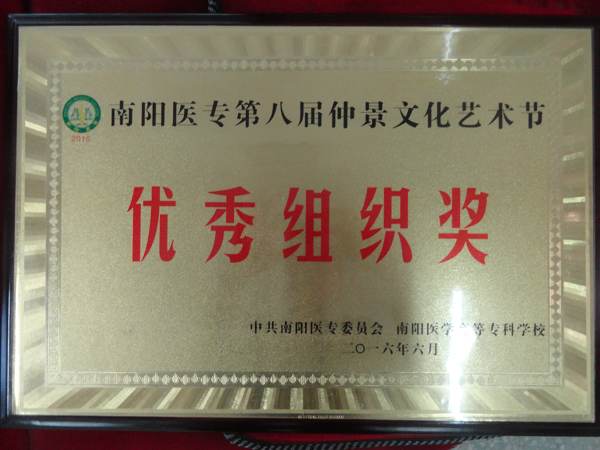 南阳医专第八届仲景文化艺术节
2016
优秀组织奖
中共南阳医专委员会 南阳医学高等专科学校
二〇一六年六月